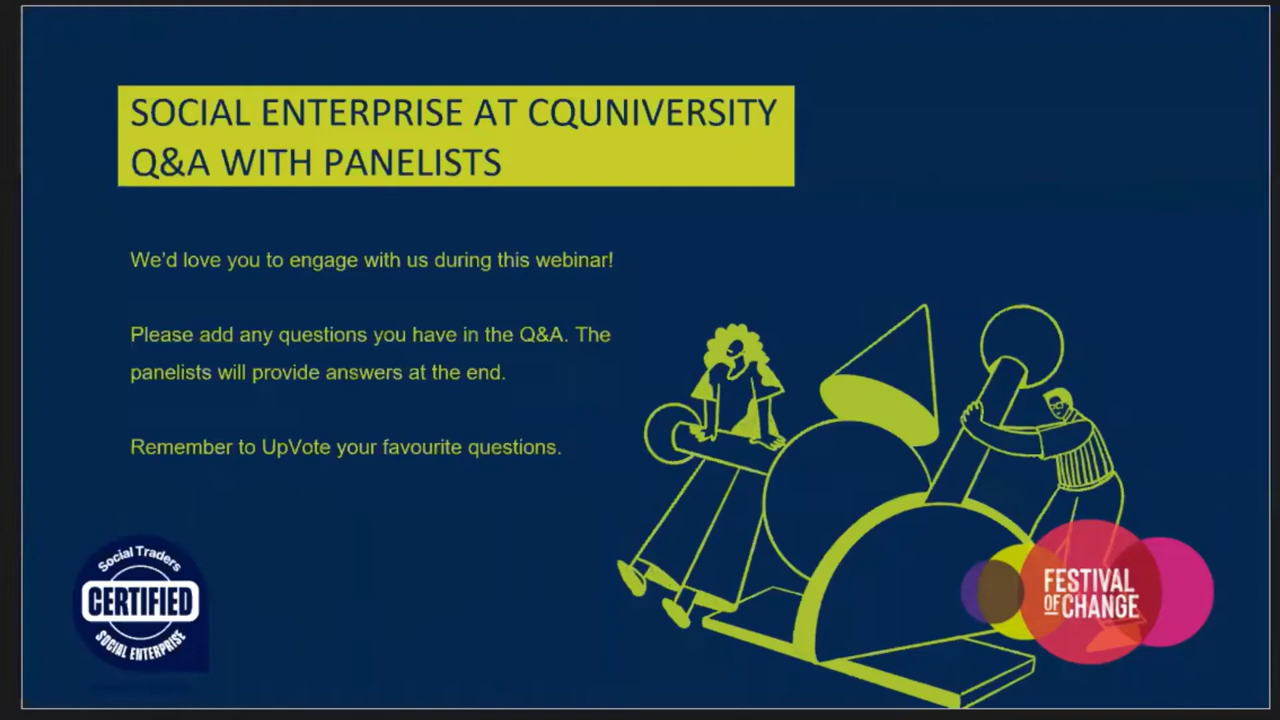 SOCIAL ENTERPRISE AT CQUNIVERSITY
Q&A WITH PANELISTS
We'd love you to engage with us during this webinar!
Please add any questions you have in the Q&A. The
panelists will provide answers at the end.
Remember to UpVote your favourite questions.
Social Traders
CERTIFIED
SOCIAL ENTERPRISE
FESTIVAL
OF CHANGE